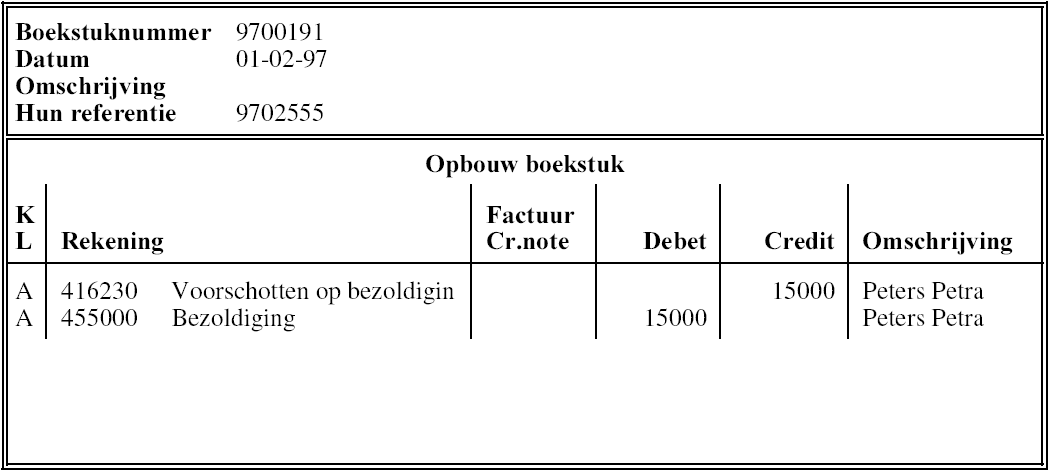 Boekstuknummer 9700191
Datum 01-02-97
Omschrijving
Hun referentie 9702555
Opbouw boekstuk
K Factuur
L Rekening Cr.note Debet Credit Omschrijving
A 416230 Voorschotten op bezoldigin 15000 Peters Petra
A 455000 Bezoldiging 15000 Peters Petra